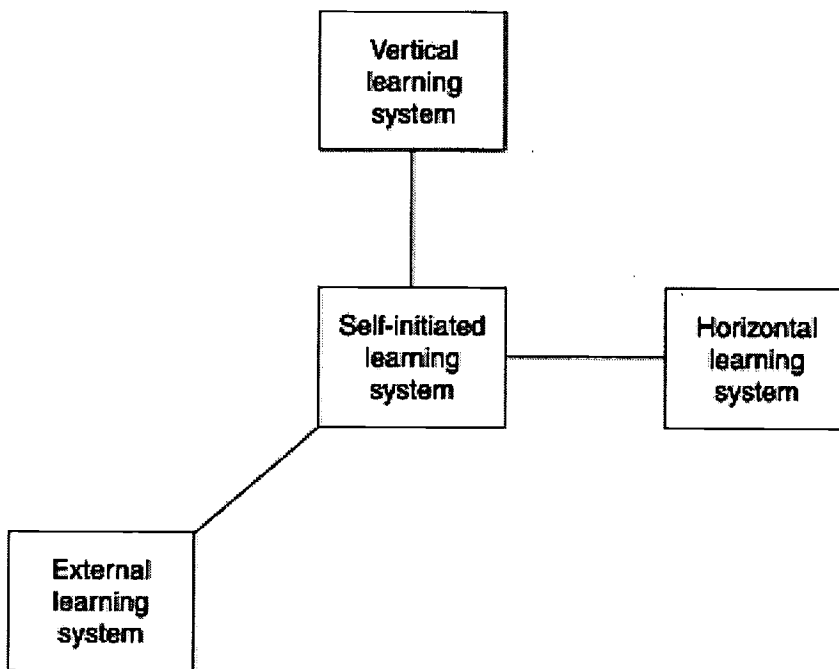 Vertical
learning
system
Self-initiated
learning
system
Horizontal
learning
system
External
learning
system